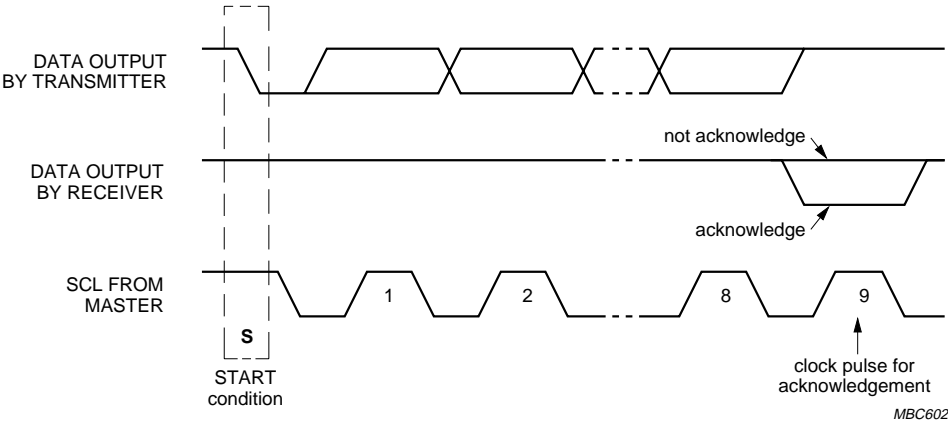 DATA OUTPUT
BY TRANSMITTER
not acknowledge
DATA OUTPUT
BY RECEIVER
acknowledge
SCL FROM
MASTER
1
2
8
9
S
START
condition
clock pulse for
acknowledgement
MBC602